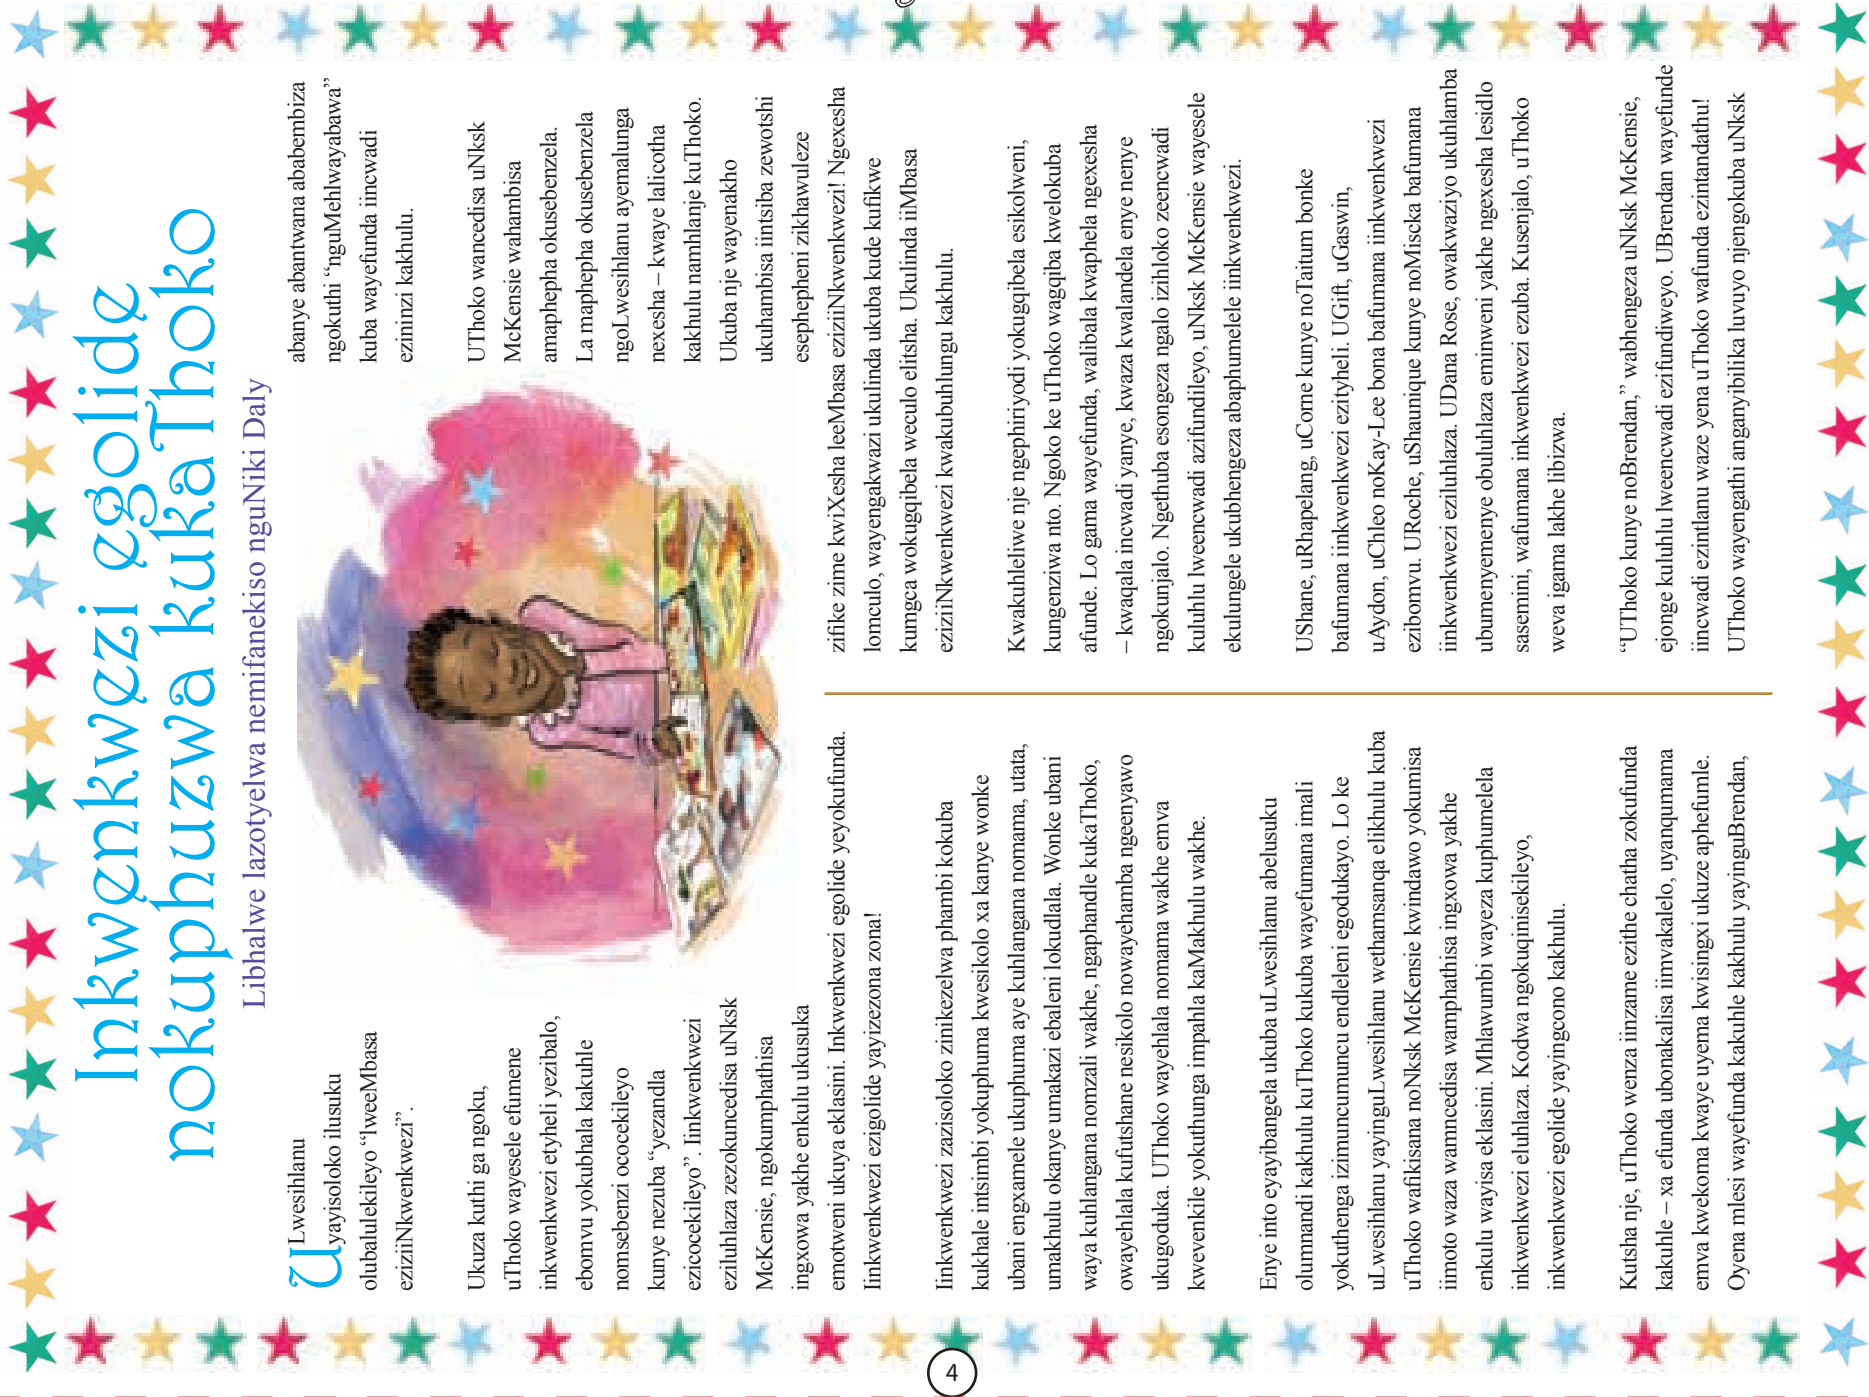 Inkwenkwezi egolide
nokuphuzwa kukaThoko
Libhalwe lazotyelwa nemifanekiso nguNiki Daly
ULwesihlanu
yayisoloko ilusuku
olubalulekileyo “lweeMbasa
eziziiNkwenkwezi”.
Ukuza kuthi ga ngoku,
uThoko wayesele efumene
inkwenkwezi etyheli yezibalo,
ebomvu yokubhala kakuhle
nomsebenzi ococekileyo
kunye nezuba “yezandla
ezicocekileyo”. Iinkwenkwezi
eziluhlaza zezokuncedisa uNksk
McKensie, ngokumphathisa
ingxowa yakhe enkulu ukusuka
emotweni ukuya eklasini. Inkwenkwezi egolide yeyokufunda.
Iinkwenkwezi ezigolide yayizezona zona!
Iinkwenkwezi zazisoloko zinikezelwa phambi kokuba
kukhale intsimbi yokuphuma kwesikolo xa kanye wonke
ubani engxamele ukuphuma aye kuhlangana nomama, utata,
umakhulu okanye umakazi ebaleni lokudlala. Wonke ubani
waya kuhlangana nomzali wakhe, ngaphandle kukaThoko,
owayehlala kufutshane nesikolo nowayehamba ngeenyawo
ukugoduka. UThoko wayehlala nomama wakhe emva
kwevenkile yokuthunga impahla kaMakhulu wakhe.
Enye into eyayibangela ukuba uLwesihlanu abelusuku
olumnandi kakhulu kuThoko kukuba wayefumana imali
yokuthenga izimuncumuncu endleleni egodukayo. Lo ke
uLwesihlanu yayinguLwesihlanu wethamsanqa elikhulu kuba
uThoko wafikisana noNksk McKensie kwindawo yokumisa
iimoto waza wamncedisa wamphathisa ingxowa yakhe
enkulu wayisa eklasini. Mhlawumbi wayeza kuphumelela
inkwenkwezi eluhlaza. Kodwa ngokuqinisekileyo,
inkwenkwezi egolide yayingcono kakhulu.
Kutsha nje, uThoko wenza iinzame ezithe chatha zokufunda
kakuhle – xa efunda ubonakalisa iimvakalelo, uyanqumama
emva kwekoma kwaye uyema kwisingxi ukuze aphefumle.
Oyena mlesi wayefunda kakuhle kakhulu yayinguBrendan,
abanye abantwana ababembiza
ngokuthi “nguMehlwayabawa”
kuba wayefunda iincwadi
ezininzi kakhulu.
UThoko wancedisa uNksk
McKensie wahambisa
amaphepha okusebenzela.
La maphepha okusebenzela
ngoLwesihlanu ayemalunga
nexesha – kwaye lalicotha
kakhulu namhlanje kuThoko.
Ukuba nje wayenakho
ukuhambisa iintsiba zewotshi
esephepheni zikhawuleze
zifike zime kwiXesha leeMbasa eziziiNkwenkwezi! Ngexesha
lomculo, wayengakwazi ukulinda ukuba kude kufikwe
kumgca wokugqibela weculo elitsha. Ukulinda iiMbasa
eziziiNkwenkwezi kwakubuhlungu kakhulu.
Kwakuhleliwe nje ngephiriyodi yokugqibela esikolweni,
kungenziwa nto. Ngoko ke uThoko wagqiba kwelokuba
afunde. Lo gama wayefunda, walibala kwaphela ngexesha
– kwaqala incwadi yanye, kwaza kwalandela enye nenye
ngokunjalo. Ngethuba esongeza ngalo izihloko zeencwadi
kuluhlu lweencwadi azifundileyo, uNksk McKensie wayesele
ekulungele ukubhengeza abaphumelele iinkwenkwezi.
UShane, uRhapelang, uCome kunye noTaitum bonke
bafumana iinkwenkwezi ezityheli. UGift, uGaswin,
uAydon, uChleo noKay-Lee bona bafumana iinkwenkwezi
ezibomvu. URoche, uShaunique kunye noMiscka bafumana
iinkwenkwezi eziluhlaza. UDana Rose, owakwaziyo ukuhlamba
ubumenyemenye obuluhlaza eminweni yakhe ngexesha lesidlo
sasemini, wafumana inkwenkwezi ezuba. Kusenjalo, uThoko
weva igama lakhe libizwa.
“UThoko kunye noBrendan,” wabhengeza uNksk McKensie,
ejonge kuluhlu lweencwadi ezifundiweyo. UBrendan wayefunde
iincwadi ezintlanu waze yena uThoko wafunda ezintandathu!
UThoko wayengathi anganyibilika luvuyo njengokuba uNksk
4